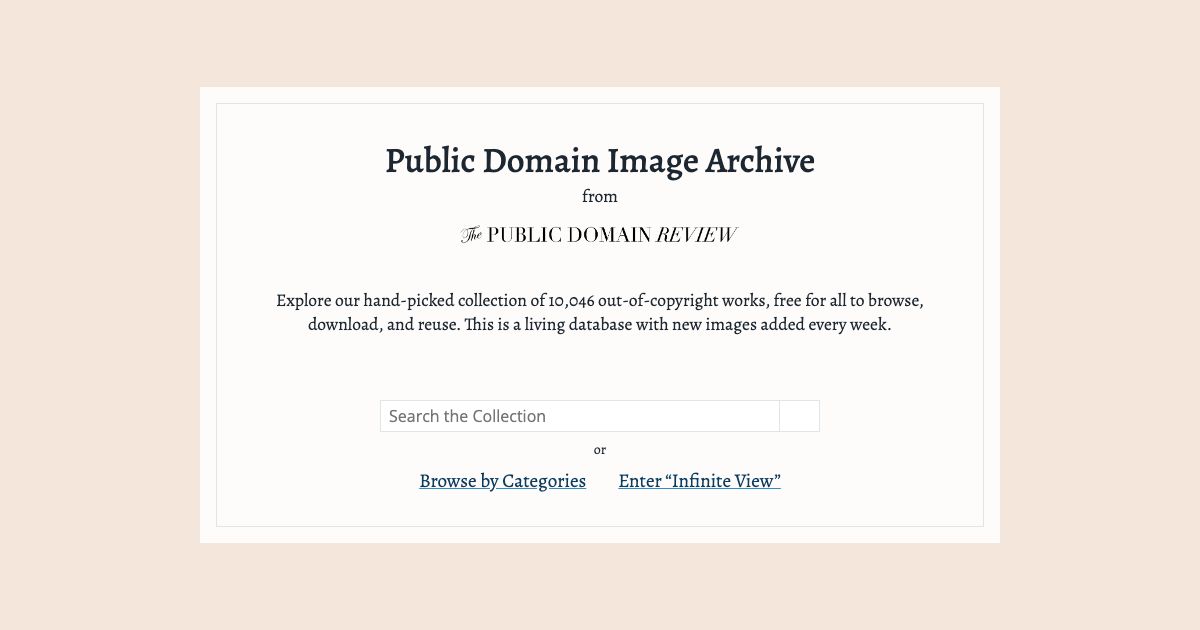 Public Domain Image Archive
from
The PUBLIC DOMAIN REVIEW
Explore our hand-picked collection of 10,046 out-of-copyright works, free for all to browse,
download, and reuse. This is a living database with new images added every week.
Search the Collection
or
Browse by Categories Enter “Infinite View”